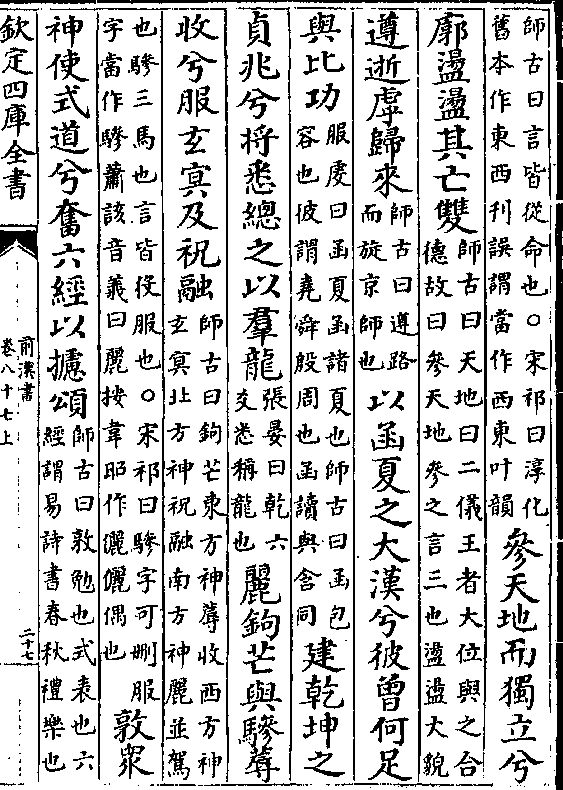 師古曰言皆從命也○宋祁曰淳化舊本作東西刋誤謂當作西東叶韻參天地而獨立兮
廓盪盪其亡雙師古曰天地曰二儀王者大位與之合德故曰參天地參之言三也盪盪大貌
遵逝虖歸來師古曰遵路而旋京師也以函夏之大漢兮彼曾何足
與比功服虔曰函夏函諸夏也師古曰函包容也彼謂堯舜殷周也函讀與含同建乾坤之
貞兆兮將悉總之以羣龍張晏曰乾六爻悉稱龍也麗鉤芒與驂蓐
收兮服玄冥及祝融師古曰鉤芒東方神蓐收西方神玄冥北方神祝融南方神麗並駕
也驂三馬也言皆役服也○宋祁曰驂字可刪服字當作驂蕭該音義曰麗按韋昭作儷儷偶也敦衆
神使式道兮奮六經以攄頌師古曰敦勉也式表也六經謂易詩書春秋禮樂也
欽定四庫全書
前漢書
卷八十七上
二十七